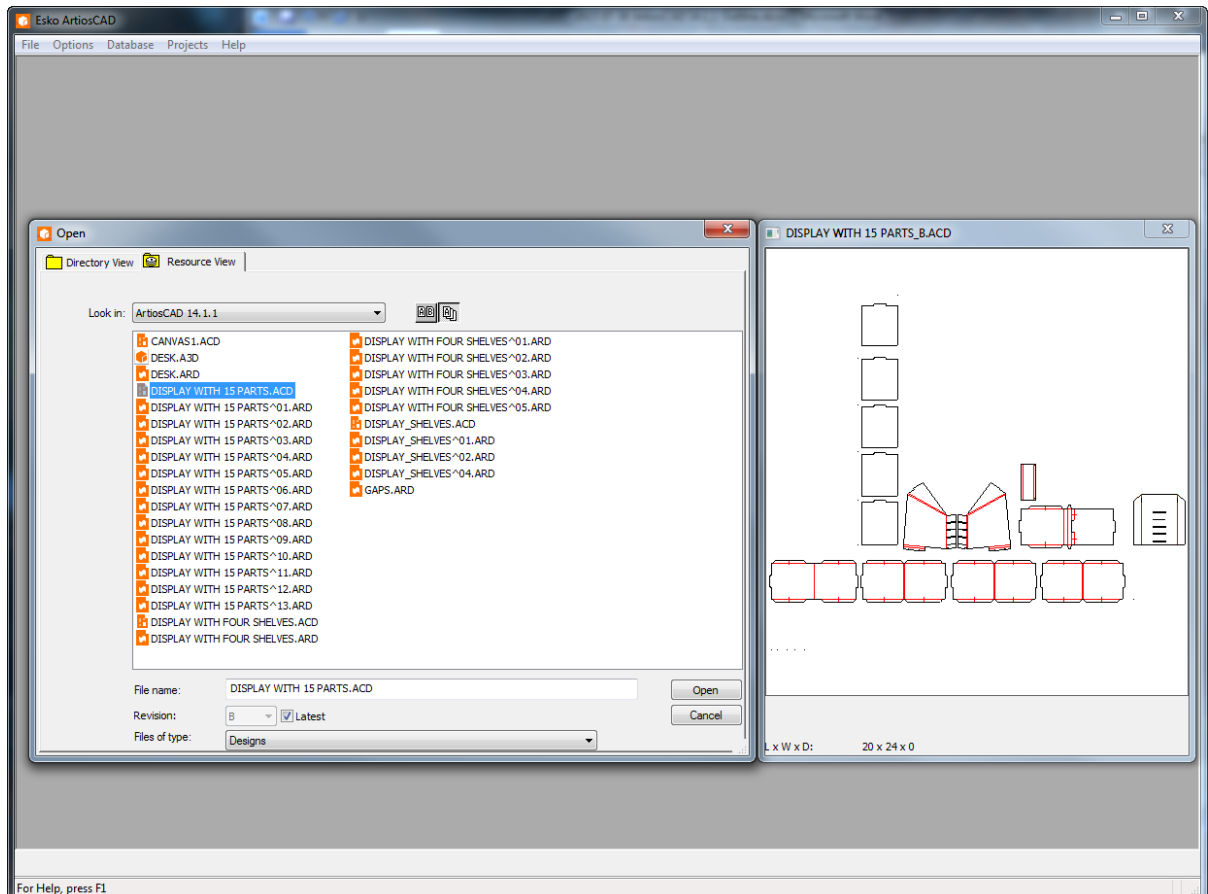 Esko ArtiosCAD
File Options Database Projects Help
Open
Directory View Resource View
Look in: ArtiosCAD 14.1.1
CANVAS1.ACD
DESK.A3D
DESK.ARD
DISPLAY WITH 15 PARTS.ACD
DISPLAY WITH 15 PARTS^01.ARD
DISPLAY WITH 15 PARTS^02.ARD
DISPLAY WITH 15 PARTS^03.ARD
DISPLAY WITH 15 PARTS^04.ARD
DISPLAY WITH 15 PARTS^05.ARD
DISPLAY WITH 15 PARTS^06.ARD
DISPLAY WITH 15 PARTS^07.ARD
DISPLAY WITH 15 PARTS^08.ARD
DISPLAY WITH 15 PARTS^09.ARD
DISPLAY WITH 15 PARTS^10.ARD
DISPLAY WITH 15 PARTS^11.ARD
DISPLAY WITH 15 PARTS^12.ARD
DISPLAY WITH 15 PARTS^13.ARD
DISPLAY WITH FOUR SHELVES.ACD
DISPLAY WITH FOUR SHELVES.ARD
DISPLAY WITH FOUR SHELVES^01.ARD
DISPLAY WITH FOUR SHELVES^02.ARD
DISPLAY WITH FOUR SHELVES^03.ARD
DISPLAY WITH FOUR SHELVES^04.ARD
DISPLAY WITH FOUR SHELVES^05.ARD
DISPLAY_SHELVES.ACD
DISPLAY_SHELVES^01.ARD
DISPLAY_SHELVES^02.ARD
DISPLAY_SHELVES^04.ARD
GAPS.ARD
File name: DISPLAY WITH 15 PARTS.ACD Open
Revision: B Latest Cancel
Files of type: Designs
DISPLAY WITH 15 PARTS_B.ACD
L x W x D: 20 x 24 x 0
For Help, press F1